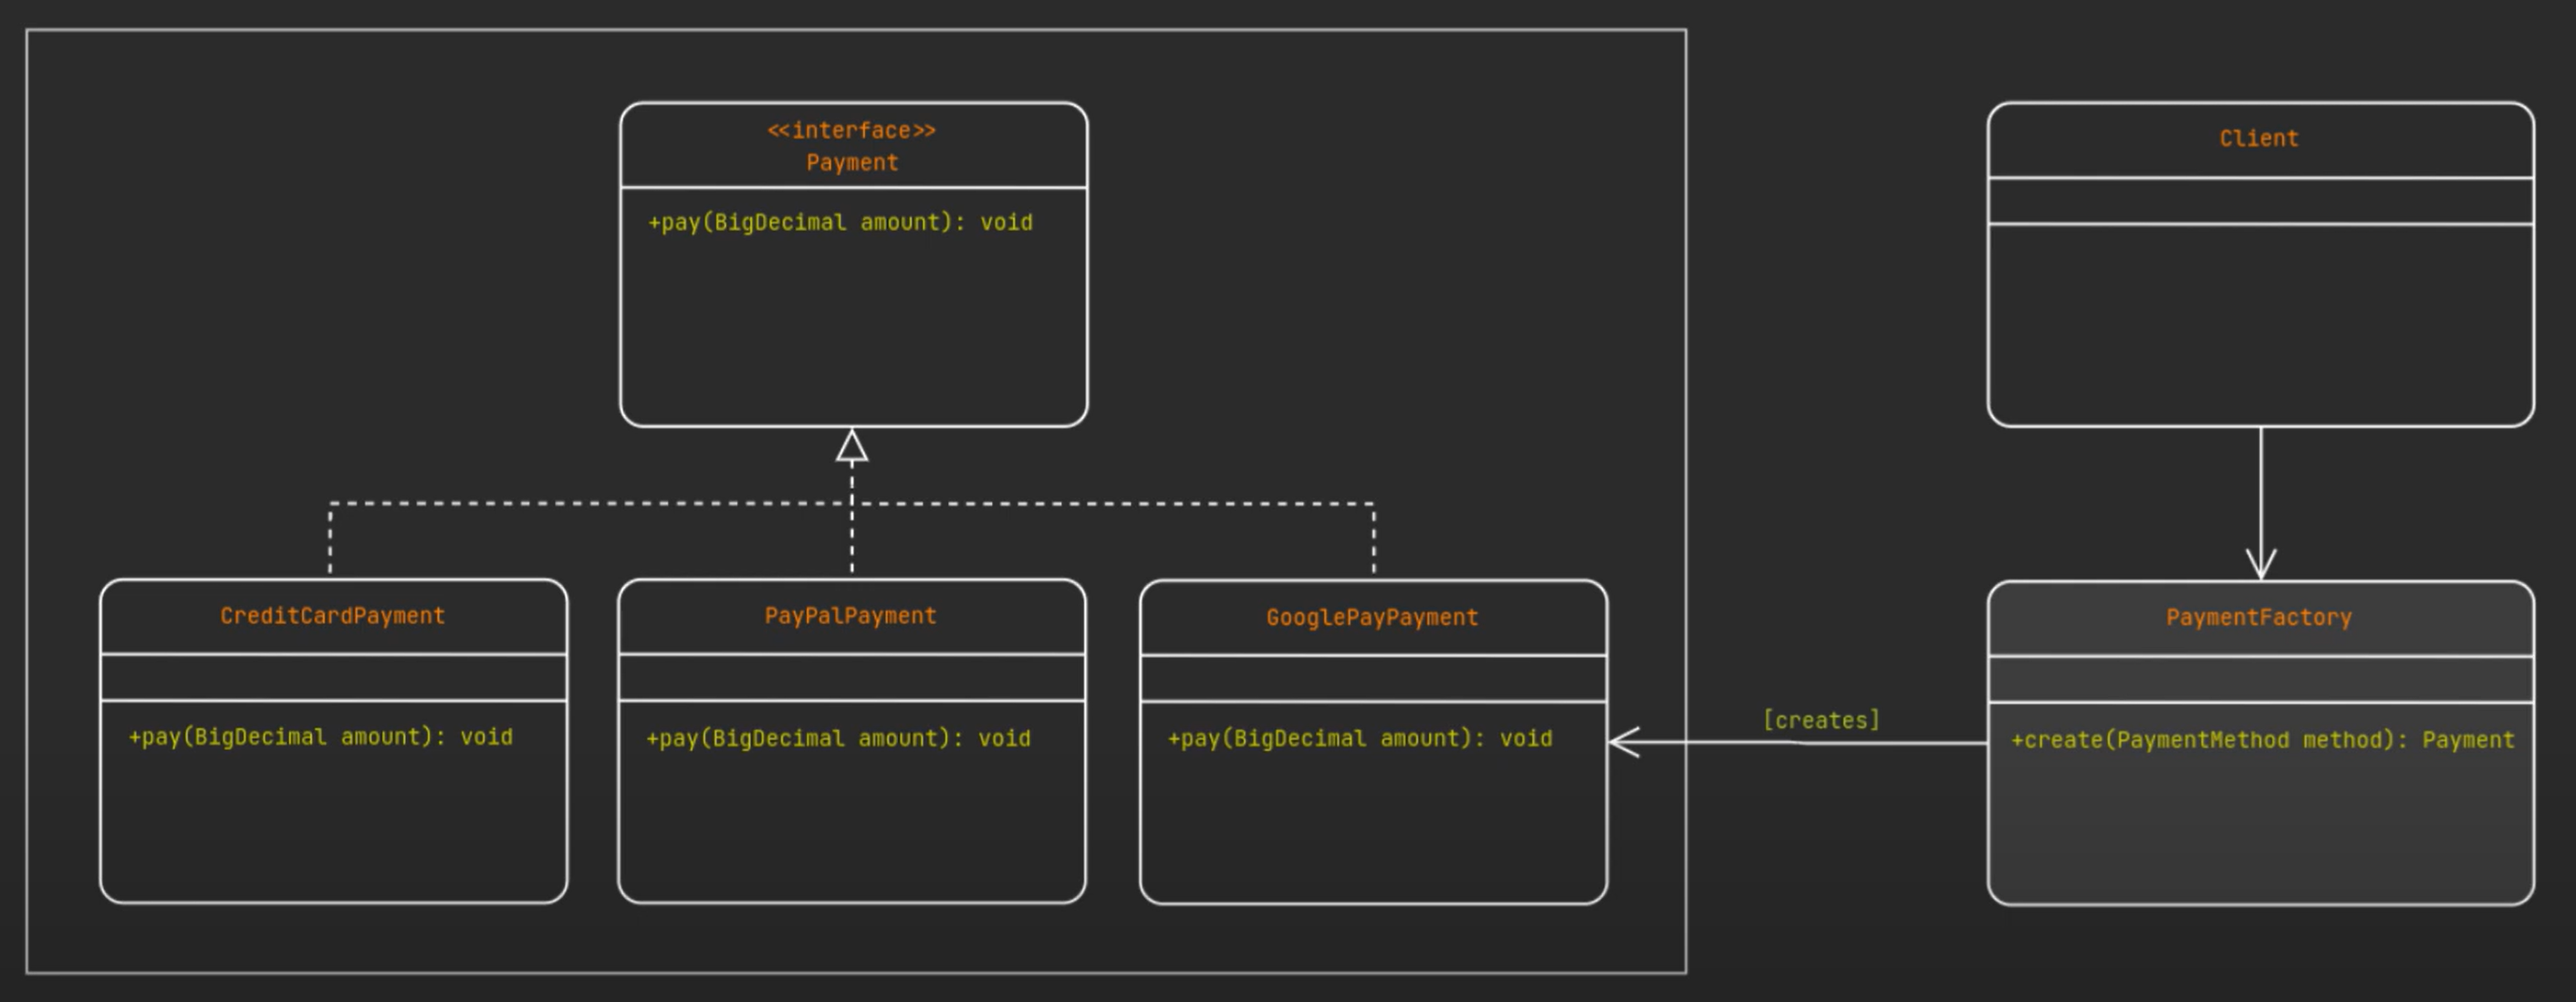 <<interface>>
Payment
+pay(BigDecimal amount): void
Client
CreditCardPayment
+pay(BigDecimal amount): void
PayPalPayment
+pay(BigDecimal amount): void
GooglePayPayment
+pay(BigDecimal amount): void
[creates]
PaymentFactory
+create(PaymentMethod method): Payment